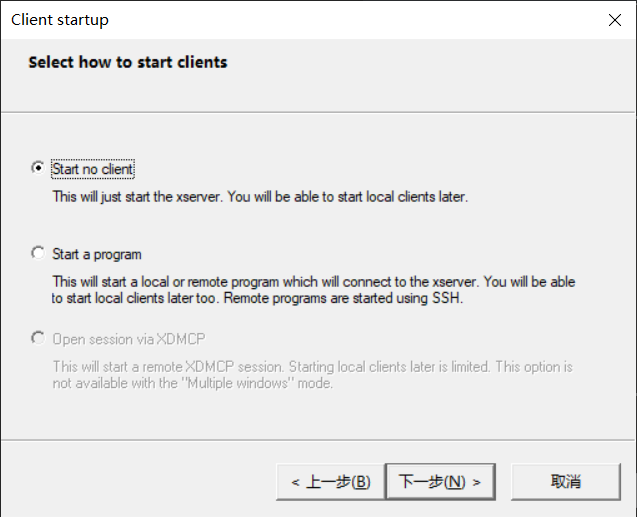 Client startup
Select how to start clients
Start no client
This will just start the xserver. You will be able to start local clients later.
Start a program
This will start a local or remote program which will connect to the xserver. You will be able
to start local clients later too. Remote programs are started using SSH.
Open session via XDMCP
This will start a remote XDMCP session. Starting local clients later is limited. This option is
not available with the "Multiple windows" mode.
< 上一步(B) 下一步(N) > 取消